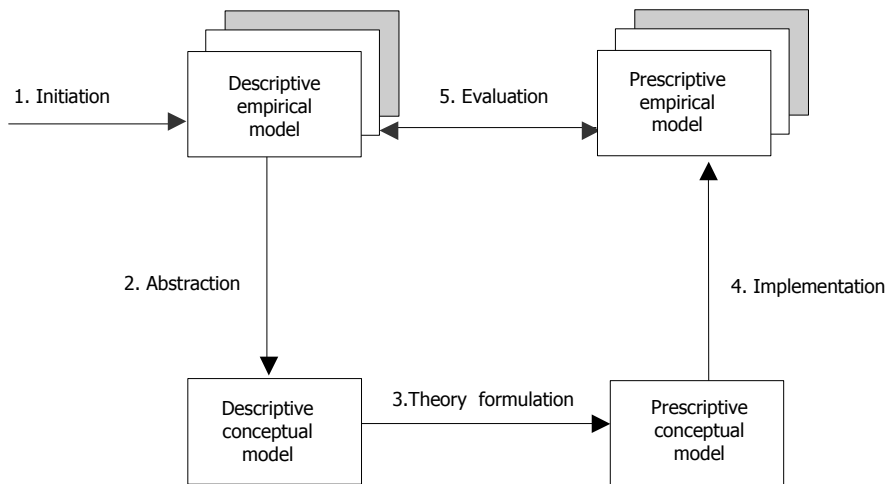 1. Initiation
Descriptive
empirical
model
5. Evaluation
Prescriptive
empirical
model
2. Abstraction
4. Implementation
Descriptive
conceptual
model
3.Theory formulation
Prescriptive
conceptual
model